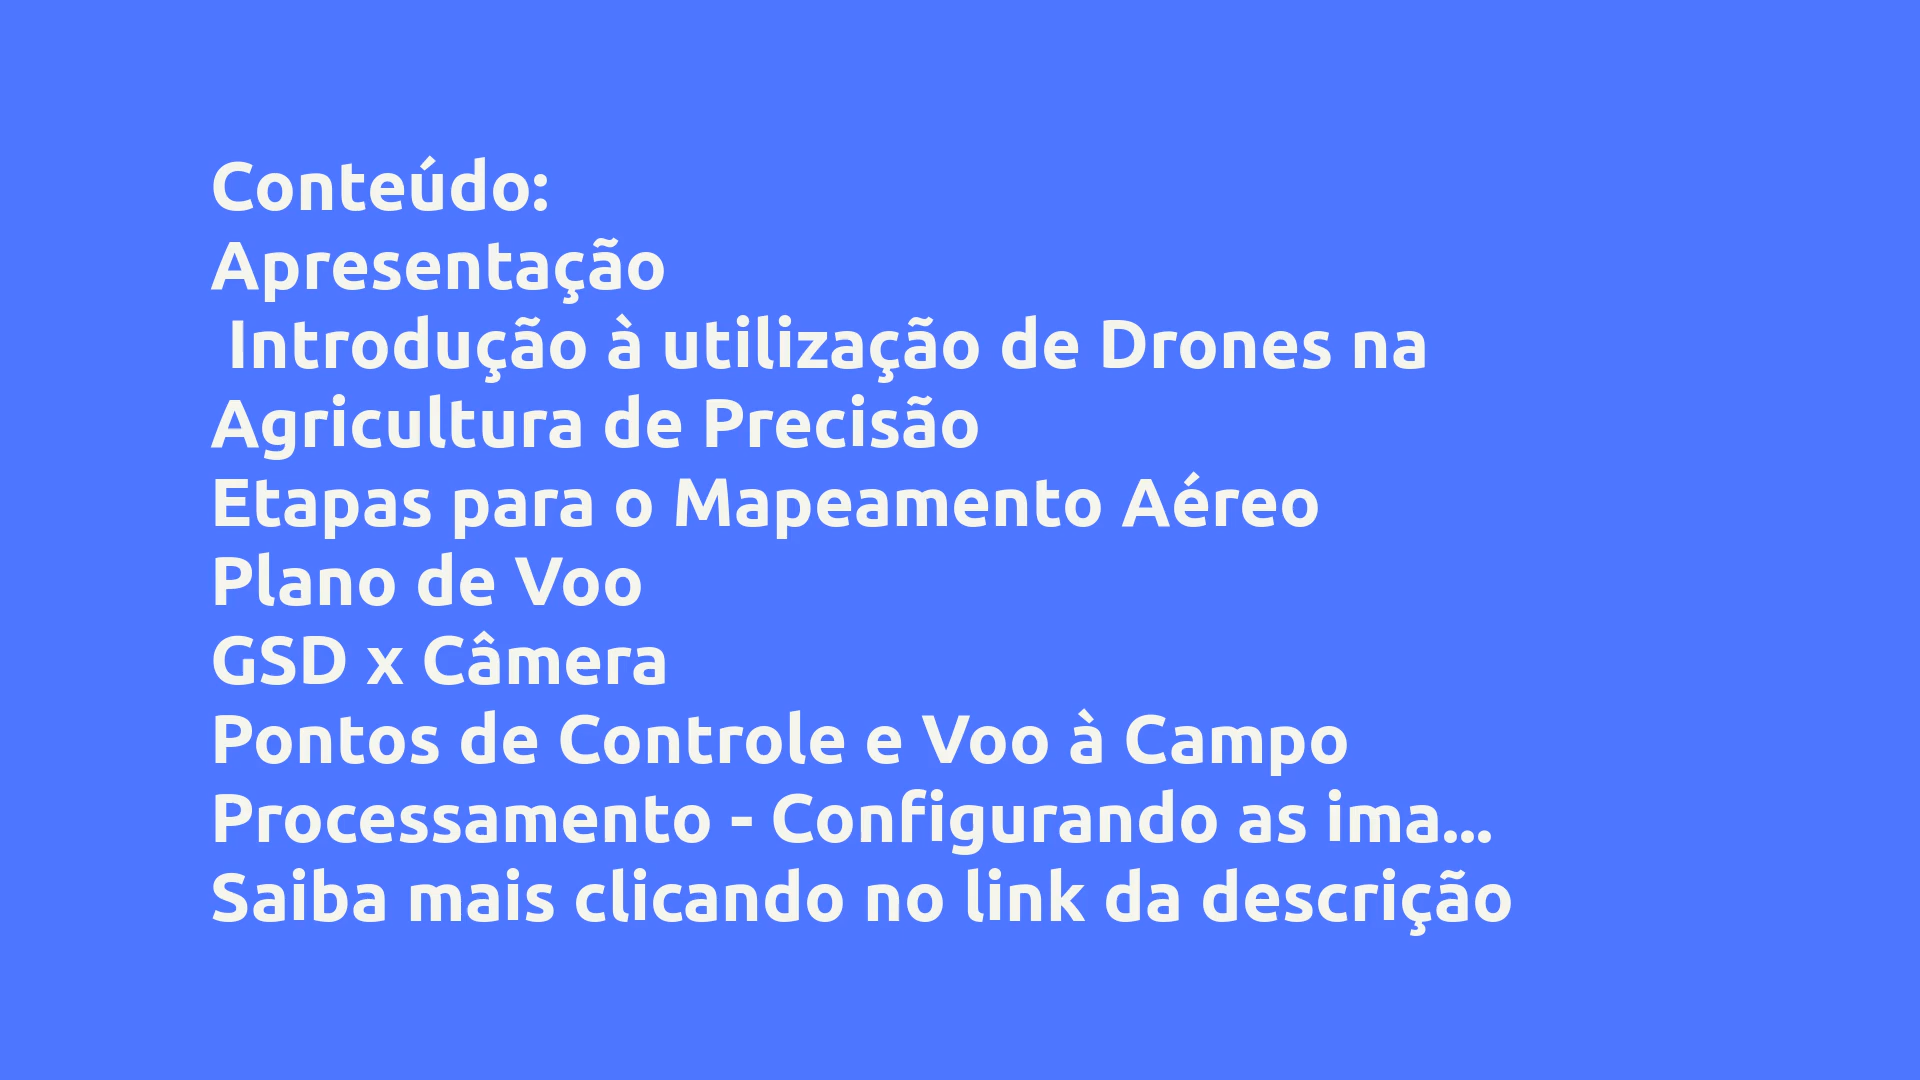 Conteúdo:
Apresentação
Introdução à utilização de Drones na
Agricultura de Precisão
Etapas para o Mapeamento Aéreo
Plano de Voo
GSD x Câmera
Pontos de Controle e Voo à Campo
Processamento - Configurando as ima...
Saiba mais clicando no link da descrição